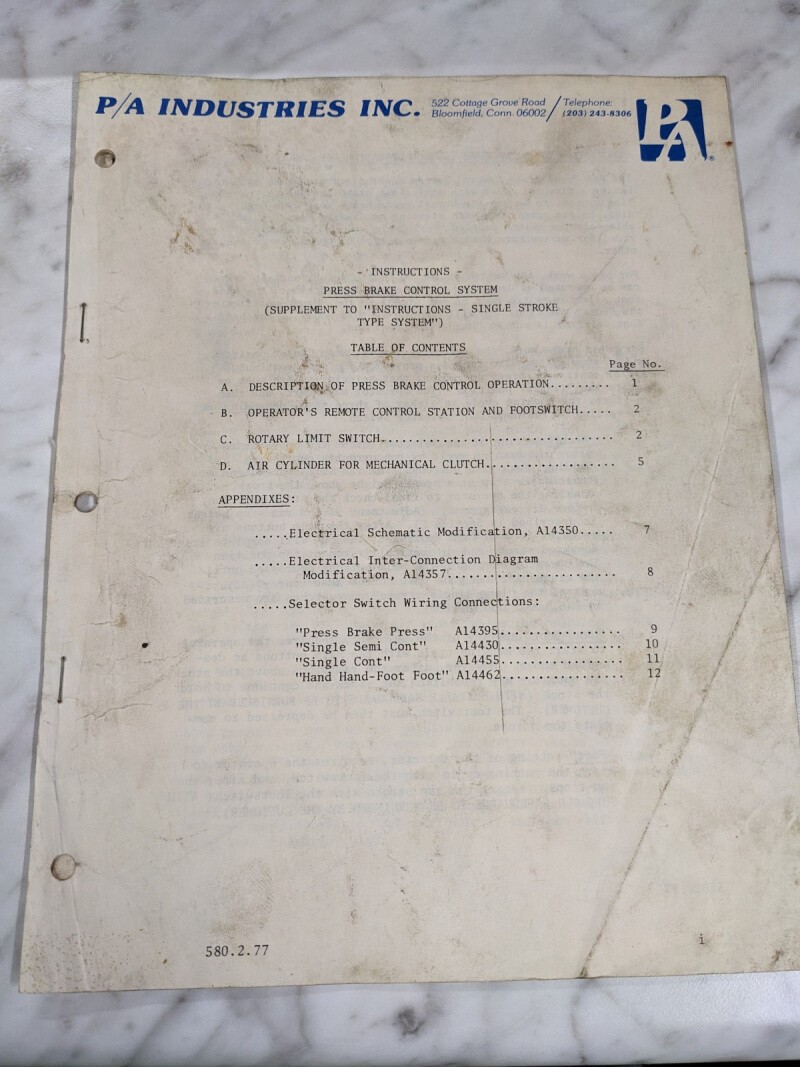 P/A INDUSTRIES INC. 522 Cottage Grove Road / Telephone:
Bloomfield, Conn. 06002 / (203) 243-8306
PA ®
- INSTRUCTIONS -
PRESS BRAKE CONTROL SYSTEM
(SUPPLEMENT TO "INSTRUCTIONS - SINGLE STROKE
TYPE SYSTEM")
TABLE OF CONTENTS
Page No.
A. DESCRIPTION OF PRESS BRAKE CONTROL OPERATION......... 1
B. OPERATOR'S REMOTE CONTROL STATION AND FOOTSWITCH..... 2
C. ROTARY LIMIT SWITCH.................................. 2
D. AIR CYLINDER FOR MECHANICAL CLUTCH................... 5
APPENDIXES:
.....Electrical Schematic Modification, A14350..... 7
.....Electrical Inter-Connection Diagram
Modification, A14357......................... 8
.....Selector Switch Wiring Connections:
"Press Brake Press" A14395................. 9
"Single Semi Cont" A14430................. 10
"Single Cont" A14455................. 11
"Hand Hand-Foot Foot" A14462................. 12
580.2.77
i